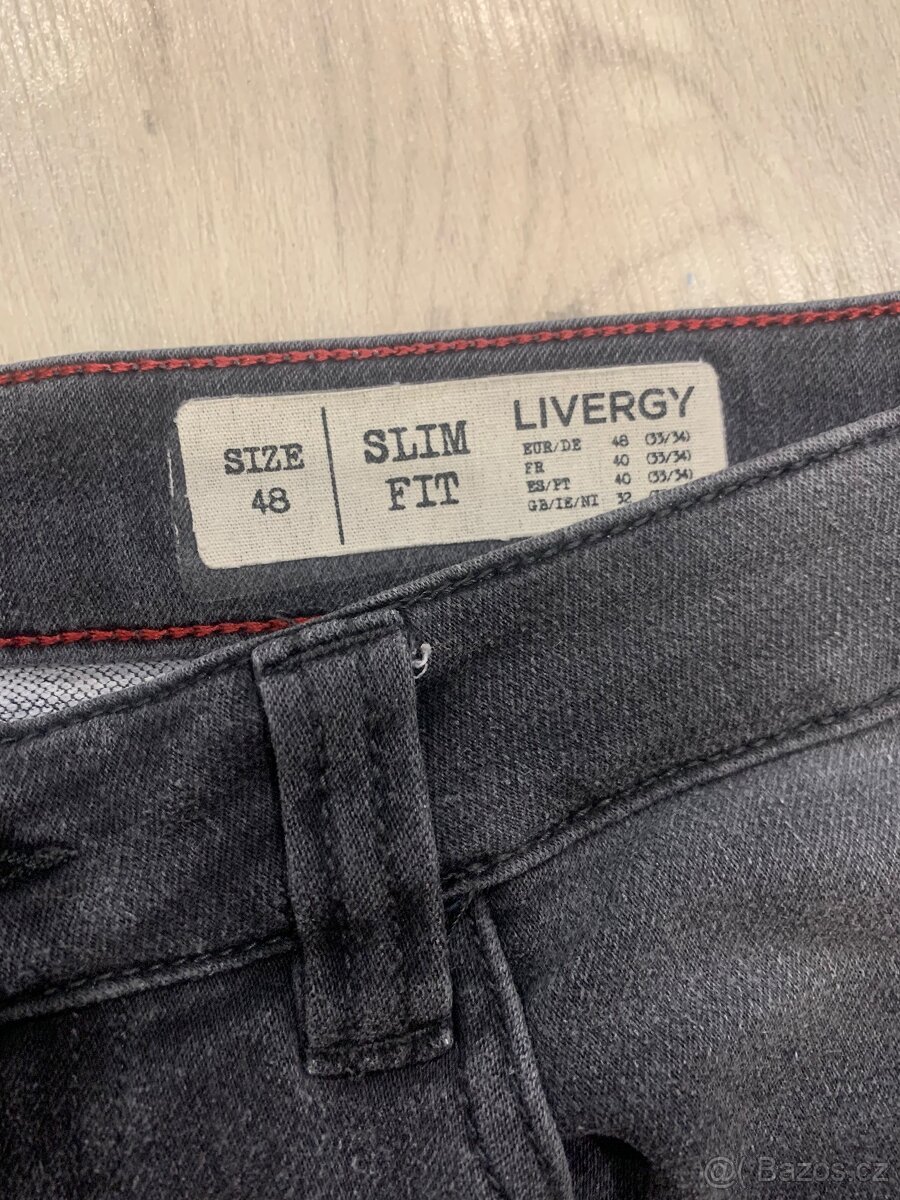 SIZE
48
SLIM
FIT
LIVERGY
EUR/DE 48 (33/34)
FR 40 (33/34)
ES/PT 40 (33/34)
GB/IE/NI 32
@ Bazos.cz